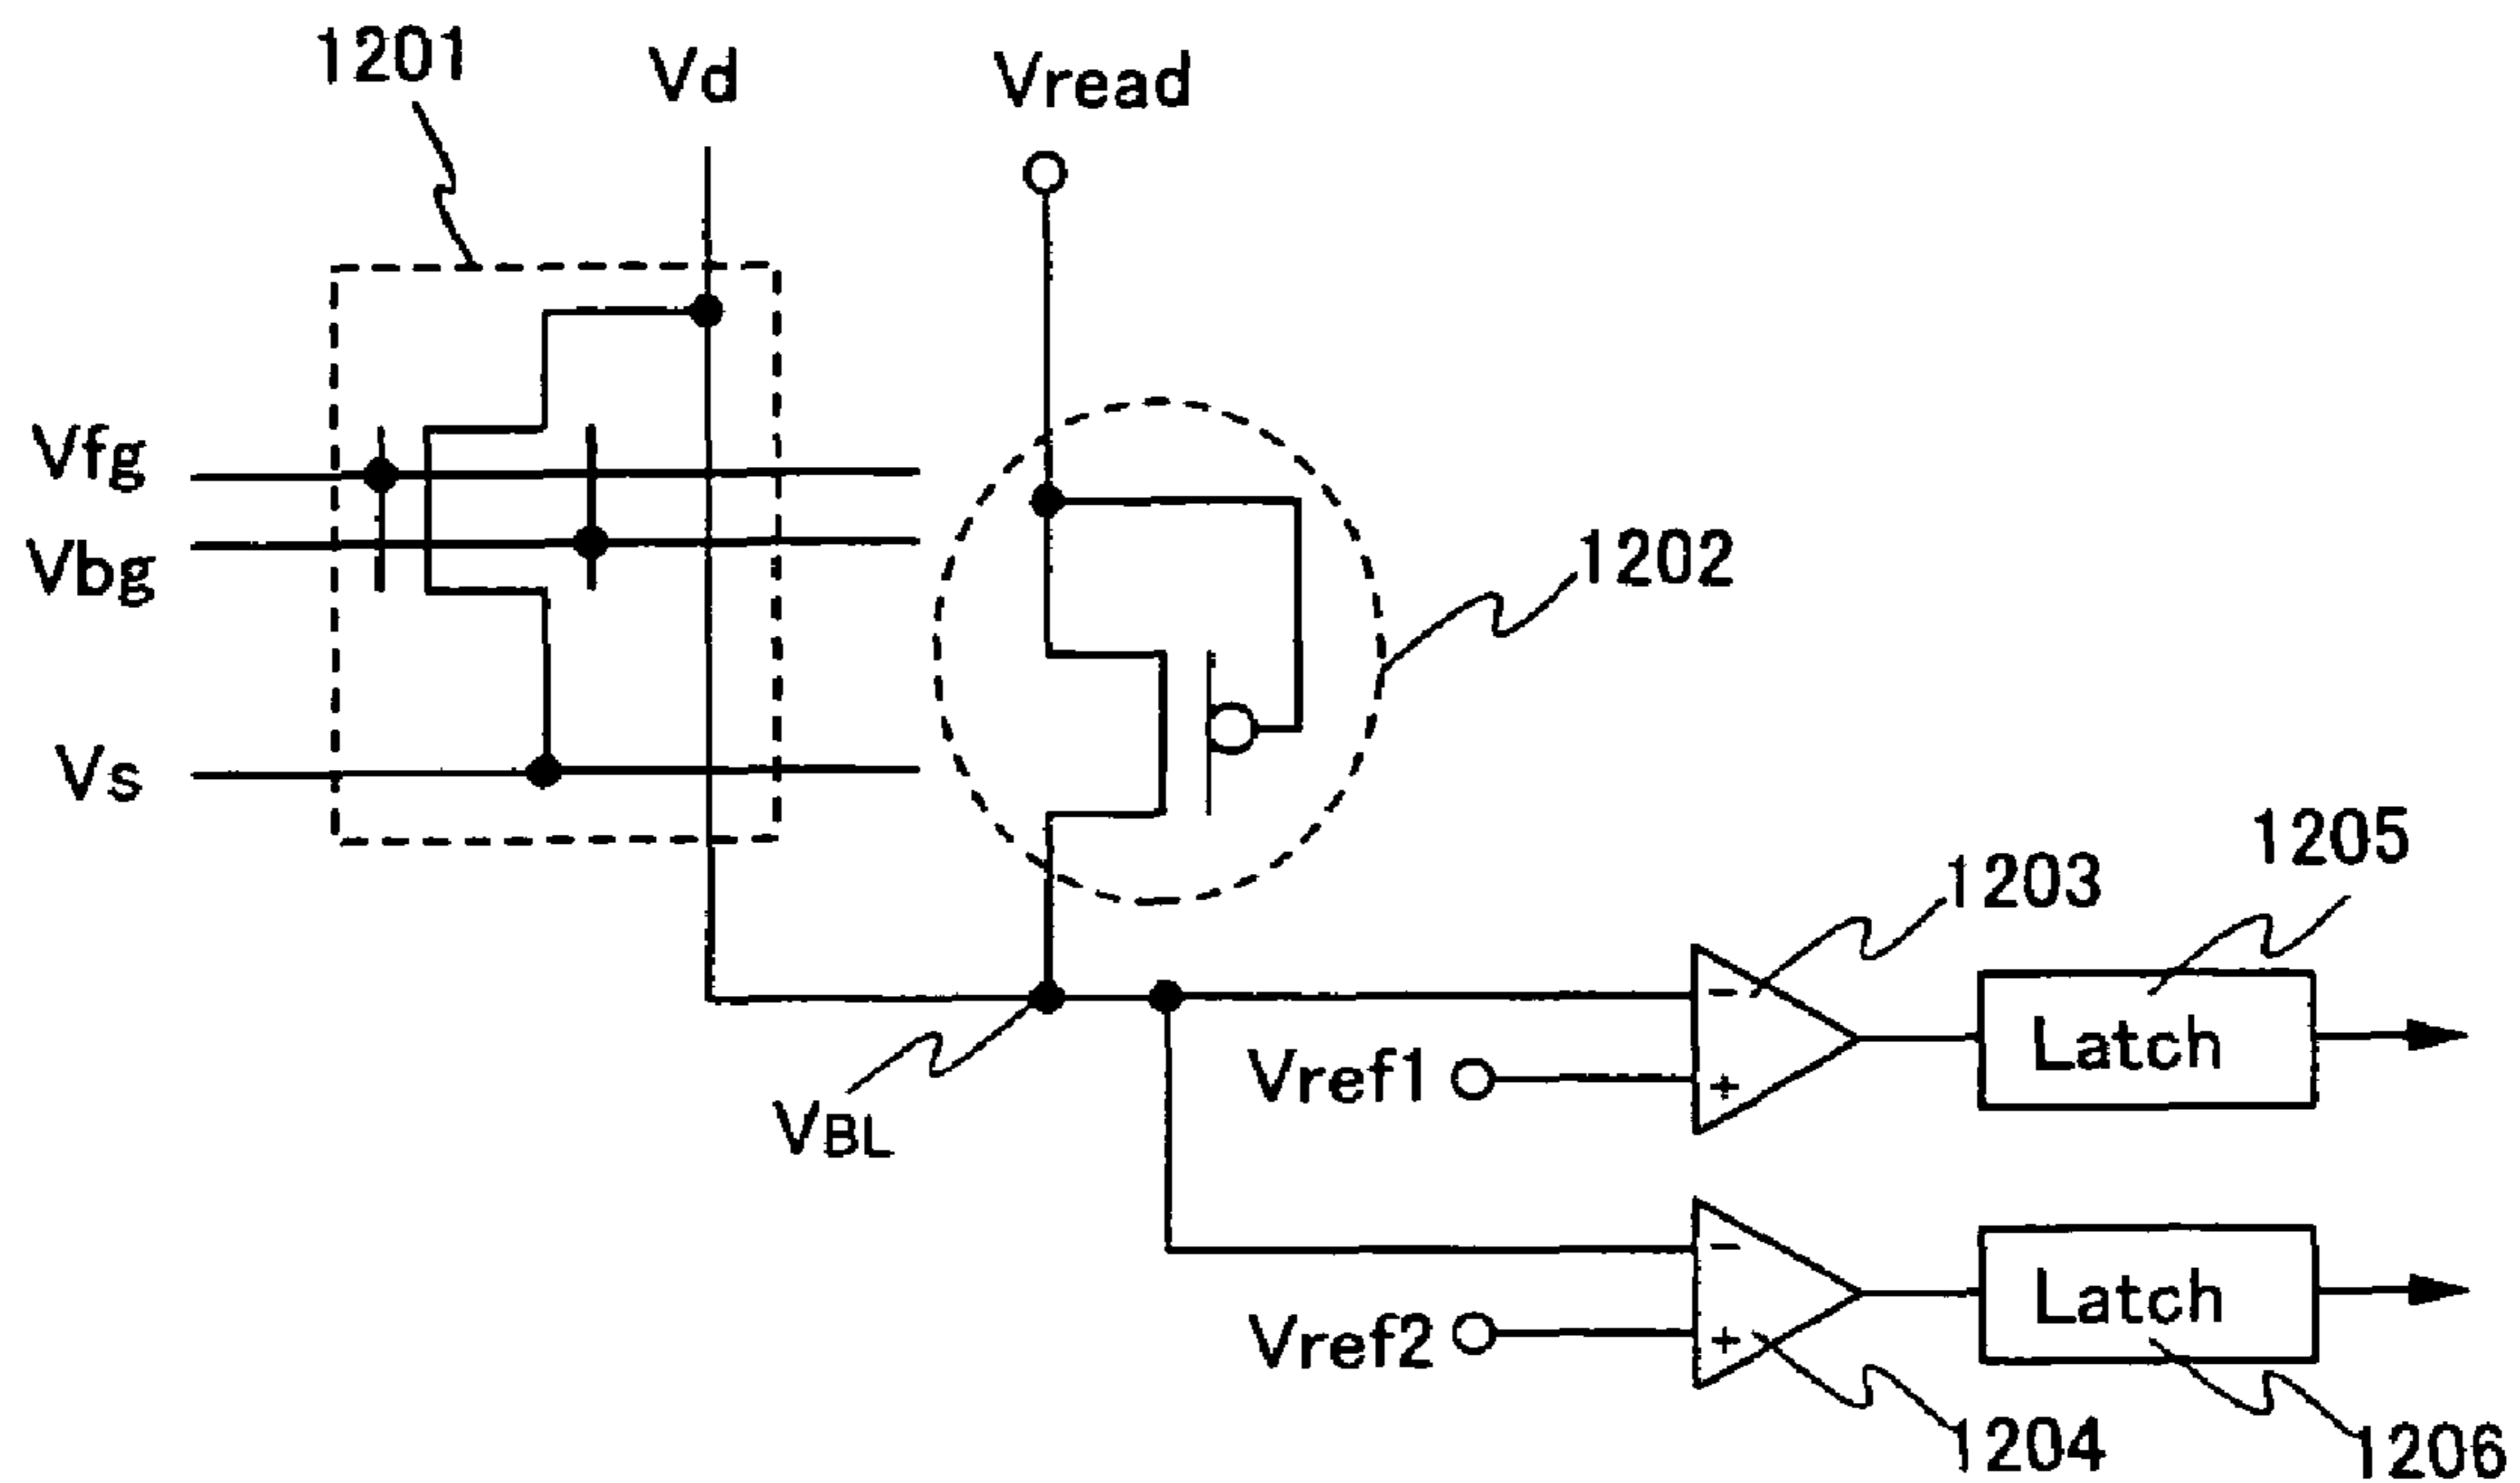 1201
Vd
Vread
Vfg
Vbg
1202
Vs
1205
1203
-
Vref1
+
Latch
VBL
-
Vref2
+
Latch
1204
1206